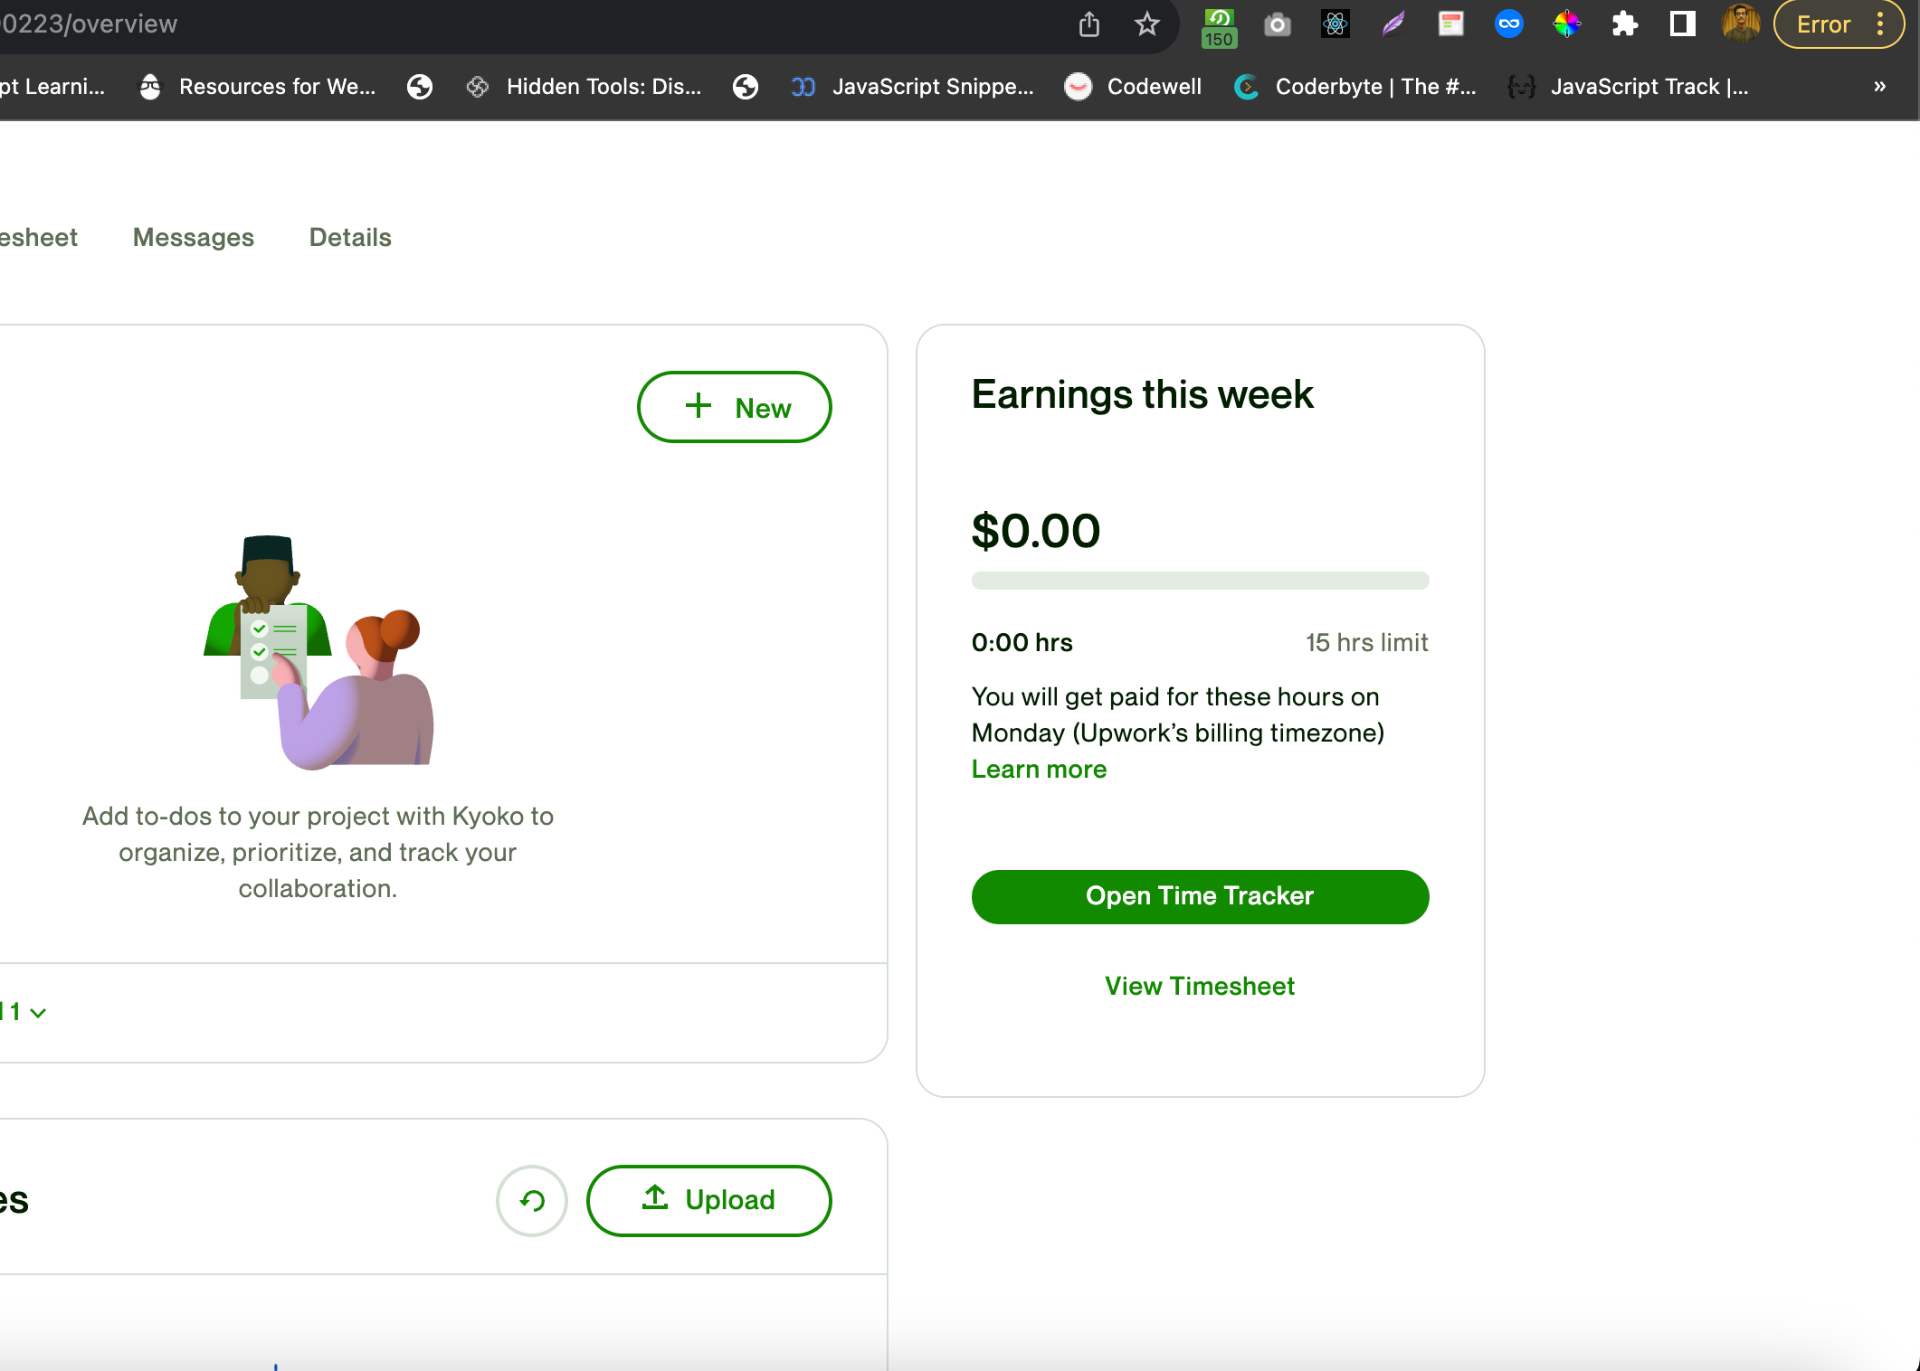 0223/overview
150
Error
pt Learni...
Resources for We...
Hidden Tools: Dis...
JavaScript Snippe...
Codewell
Coderbyte | The #...
JavaScript Track |...
»
esheet
Messages
Details
New
Earnings this week
$0.00
0:00 hrs
15 hrs limit
You will get paid for these hours on
Monday (Upwork’s billing timezone)
Learn more
Add to-dos to your project with Kyoko to
organize, prioritize, and track your
collaboration.
Open Time Tracker
View Timesheet
1
es
Upload